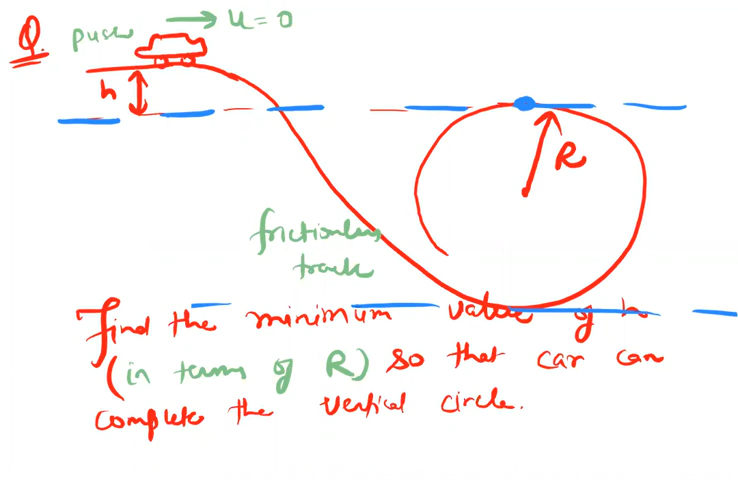 Q. push → u = 0
h
R
frictionless
track
Find the minimum value of h
(in terms of R) so that car can
complete the vertical circle.